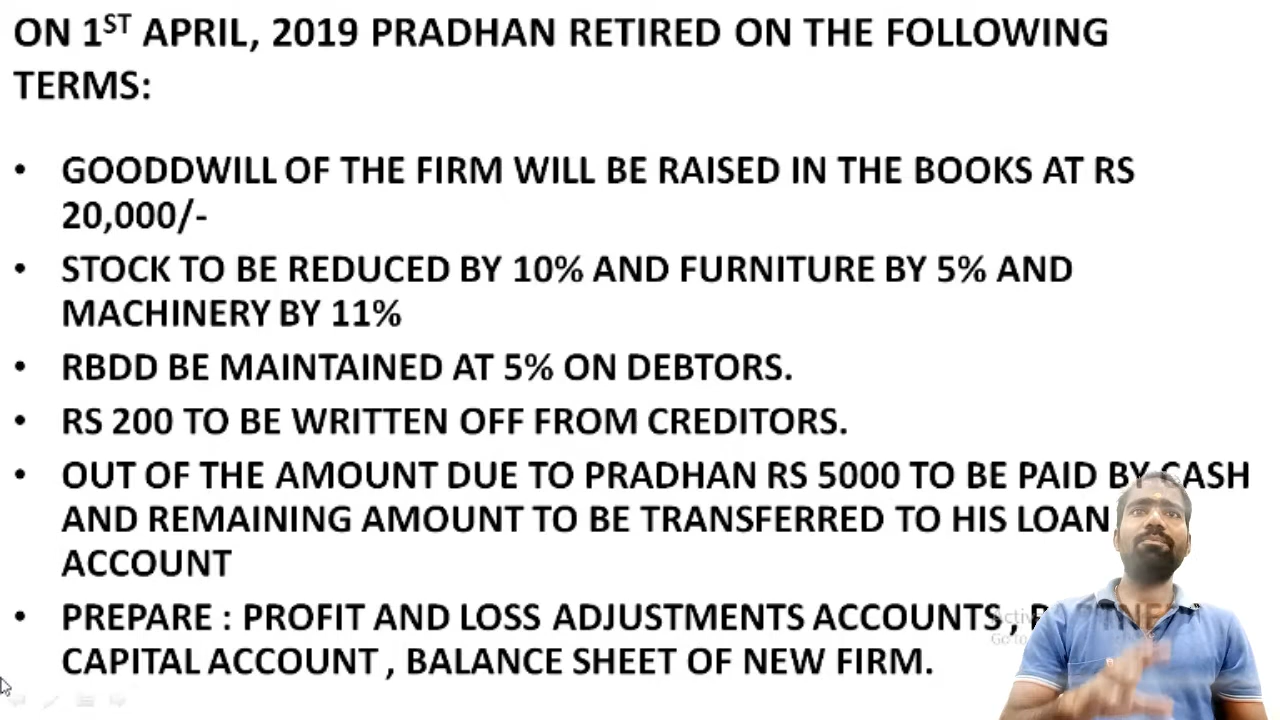 ON 1ST APRIL, 2019 PRADHAN RETIRED ON THE FOLLOWING
TERMS:
• GOODDWILL OF THE FIRM WILL BE RAISED IN THE BOOKS AT RS
20,000/-
• STOCK TO BE REDUCED BY 10% AND FURNITURE BY 5% AND
MACHINERY BY 11%
• RBDD BE MAINTAINED AT 5% ON DEBTORS.
• RS 200 TO BE WRITTEN OFF FROM CREDITORS.
• OUT OF THE AMOUNT DUE TO PRADHAN RS 5000 TO BE PAID BY CASH
AND REMAINING AMOUNT TO BE TRANSFERRED TO HIS LOAN
ACCOUNT
• PREPARE : PROFIT AND LOSS ADJUSTMENTS ACCOUNTS,
CAPITAL ACCOUNT , BALANCE SHEET OF NEW FIRM.